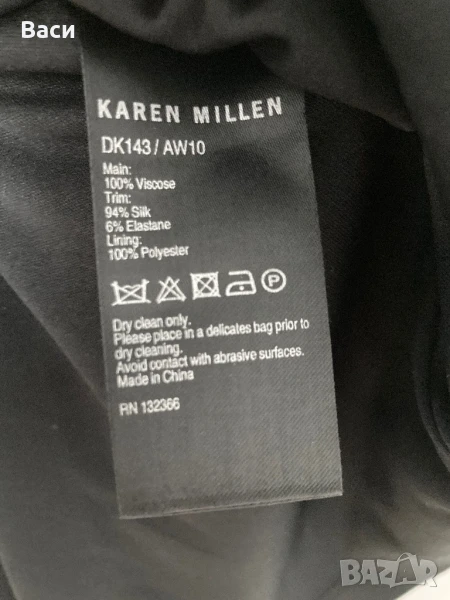 Васи
KAREN MILLEN
DK143 / AW10
Main:
100% Viscose
Trim:
94% Silk
6% Elastane
Lining:
100% Polyester
P
Dry clean only.
Please place in a delicates bag prior to
dry cleaning.
Avoid contact with abrasive surfaces.
Made in China
RN 132366
BAZAR